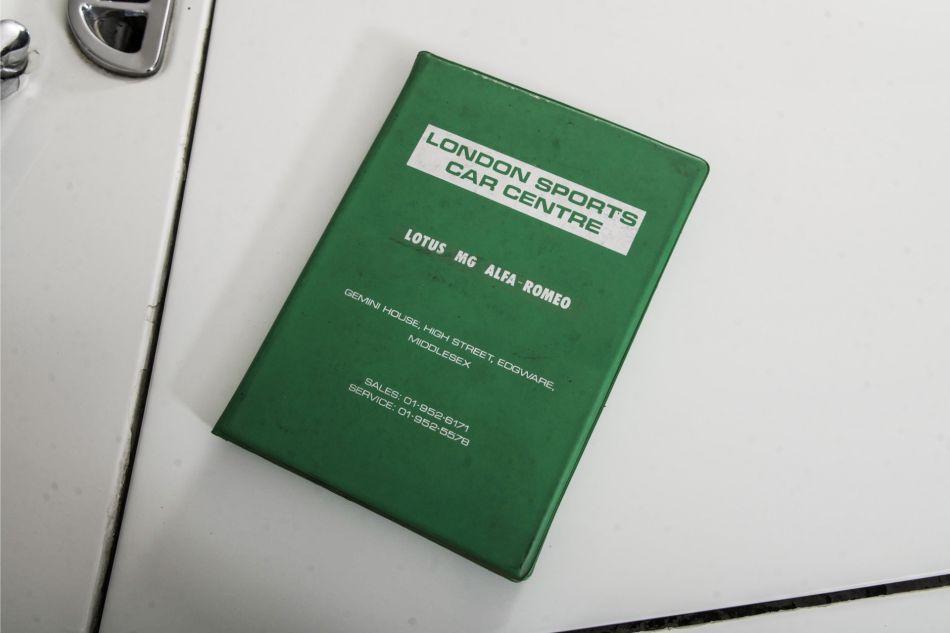 LONDON SPORTS
CAR CENTRE
LOTUS MG ALFA-ROMEO
GEMINI HOUSE, HIGH STREET, EDGWARE,
MIDDLESEX
SALES: 01-952-6171
SERVICE: 01-952-5578